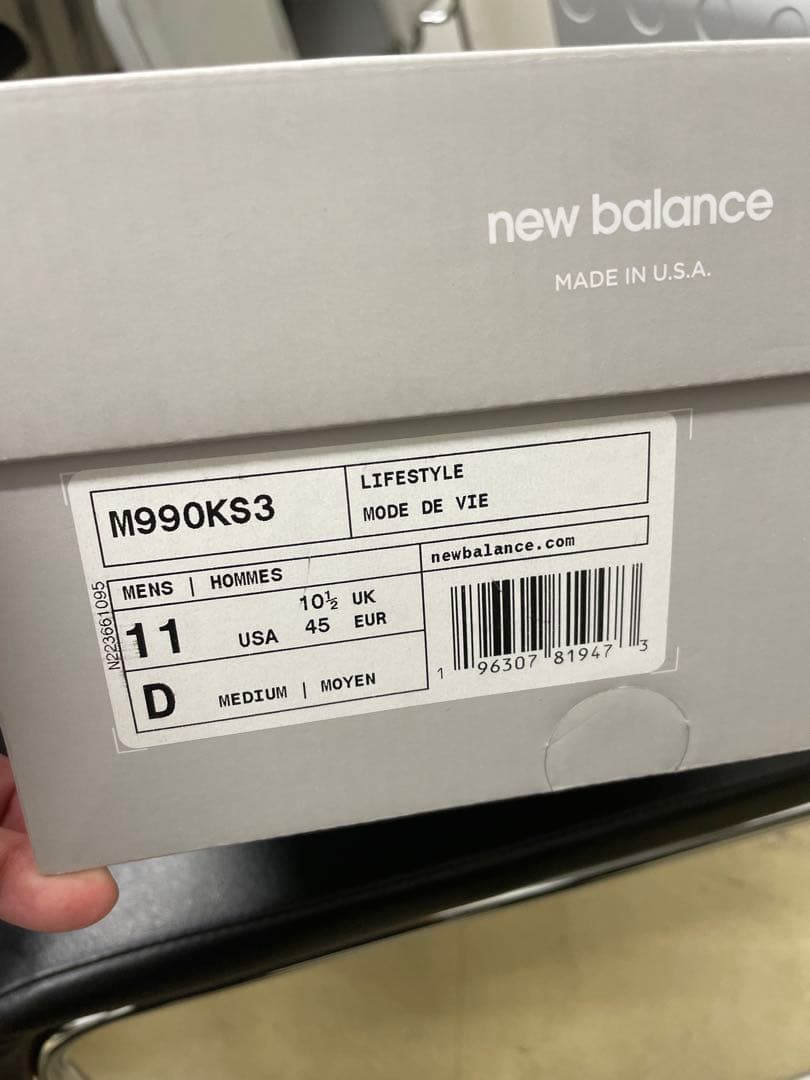 new balance
MADE IN U.S.A.
M990KS3
LIFESTYLE
MODE DE VIE
newbalance.com
MENS | HOMMES
11 USA
10½ UK
45 EUR
D MEDIUM | MOYEN
N223661095
1 96307 81947 3